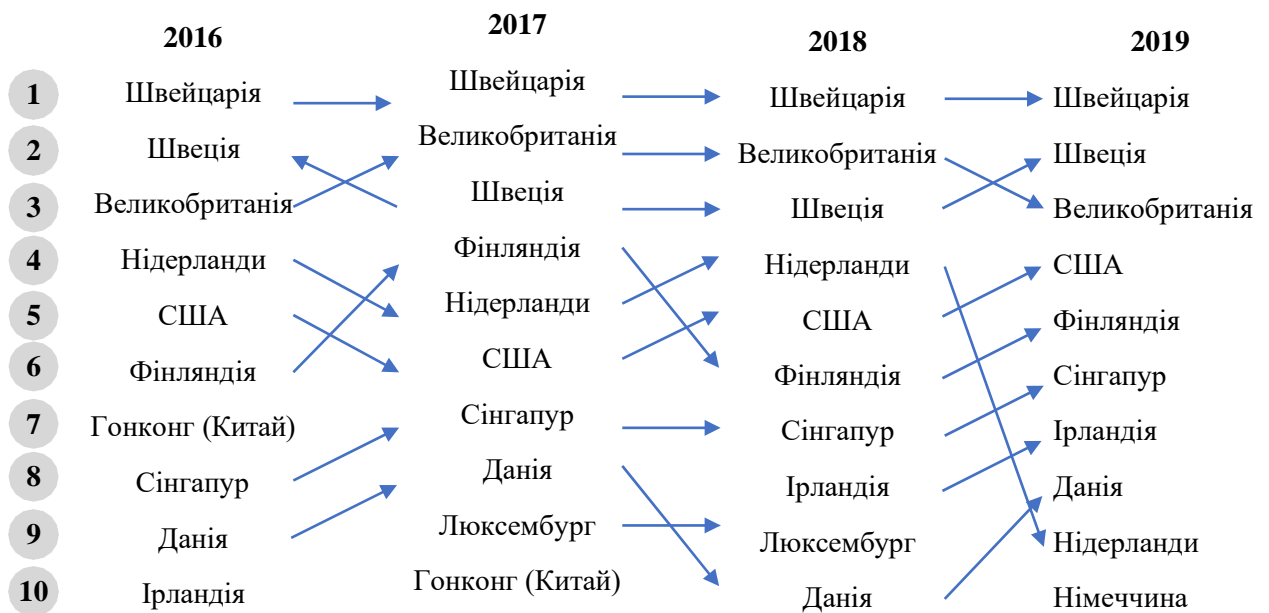 2016 2017 2018 2019
1 Швейцарія Швейцарія Швейцарія Швейцарія
2 Швеція Великобританія Великобританія Швеція
3 Великобританія Швеція Швеція Великобританія
4 Нідерланди Фінляндія Нідерланди США
5 США Нідерланди США Фінляндія
6 Фінляндія США Фінляндія Сінгапур
7 Гонконг (Китай) Сінгапур Сінгапур Ірландія
8 Сінгапур Данія Ірландія Данія
9 Данія Люксембург Люксембург Нідерланди
10 Ірландія Гонконг (Китай) Данія Німеччина